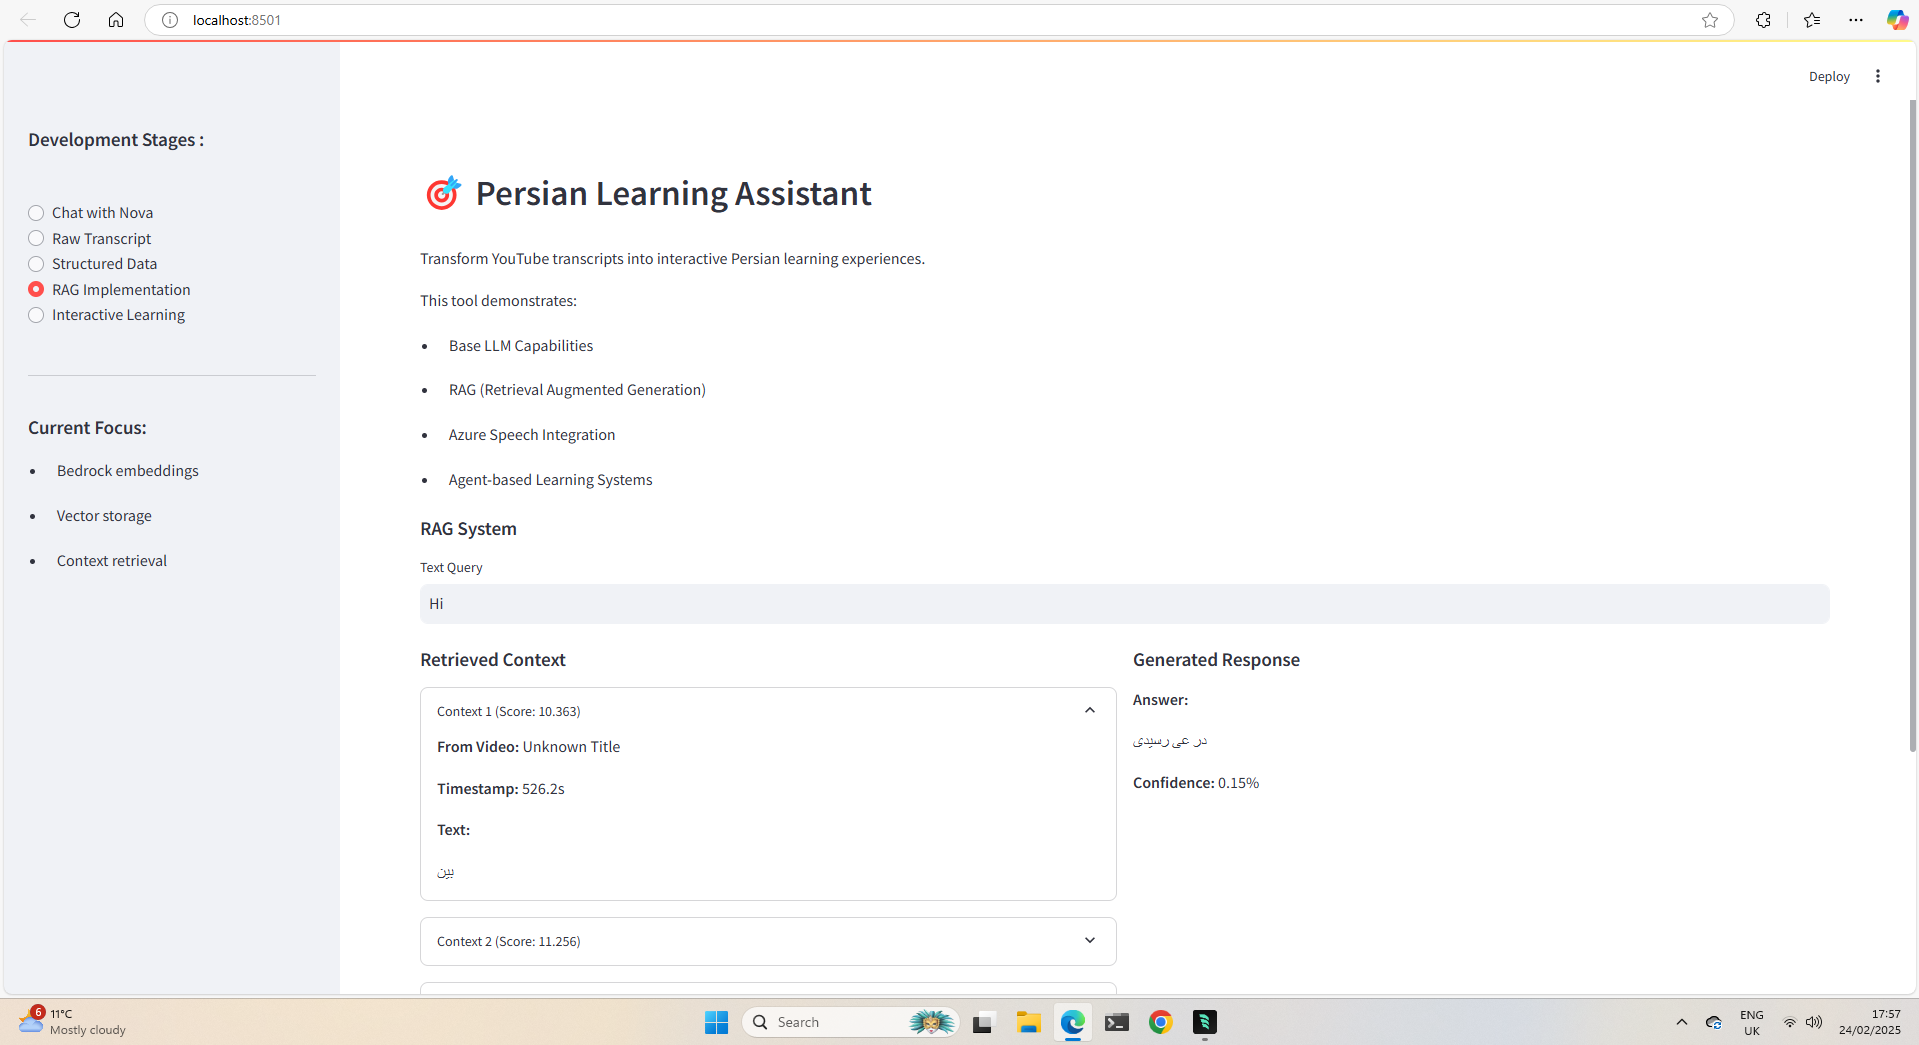 localhost:8501
Deploy
Development Stages :
Chat with Nova
Raw Transcript
Structured Data
RAG Implementation
Interactive Learning
Current Focus:
Bedrock embeddings
Vector storage
Context retrieval
Persian Learning Assistant
Transform YouTube transcripts into interactive Persian learning experiences.
This tool demonstrates:
Base LLM Capabilities
RAG (Retrieval Augmented Generation)
Azure Speech Integration
Agent-based Learning Systems
RAG System
Text Query
Hi
Retrieved Context
Context 1 (Score: 10.363)
From Video: Unknown Title
Timestamp: 526.2s
Text:
بین
Context 2 (Score: 11.256)
Generated Response
Answer:
در عی رسیدی
Confidence: 0.15%
6
11°C
Mostly cloudy
Search
ENG
UK
17:57
24/02/2025